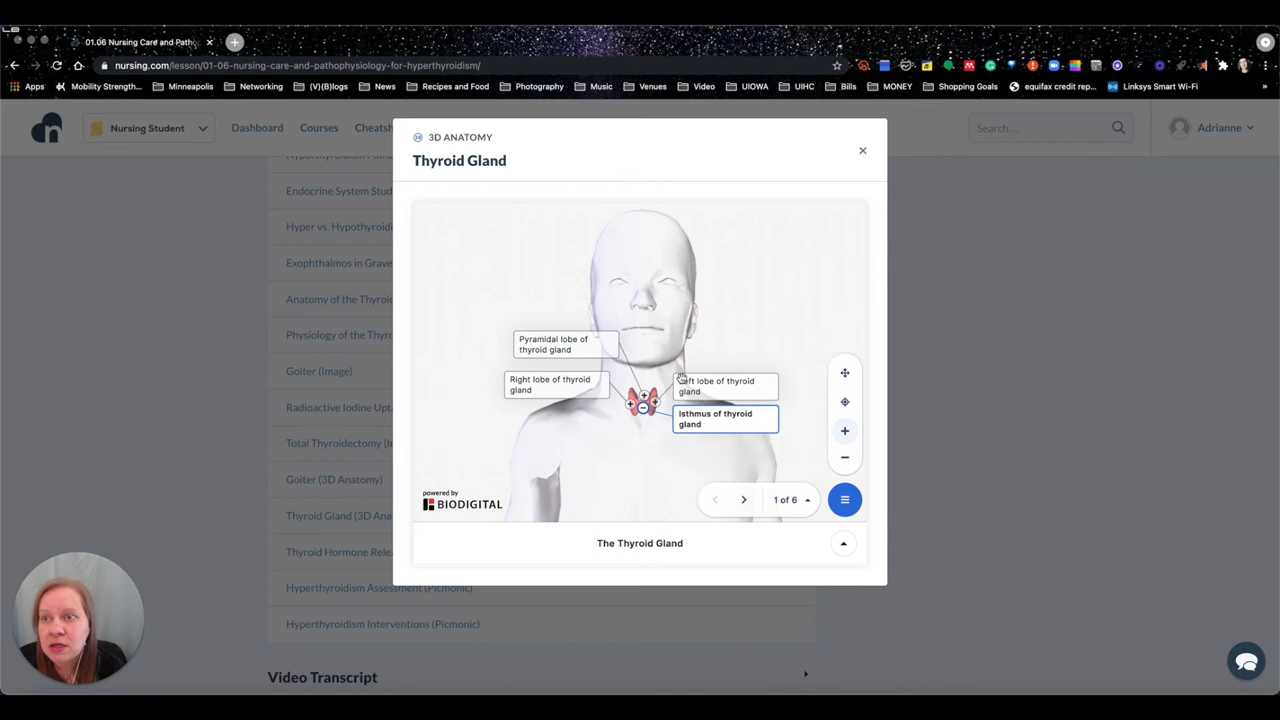 01.06 Nursing Care and Patho
nursing.com/lesson/01-06-nursing-care-and-pathophysiology-for-hyperthyroidism/
Apps Mobility Strength... Minneapolis Networking (V)(B)logs News Recipes and Food Photography Music Venues Video UIOWA UIHC Bills MONEY Shopping Goals equifax credit rep... Linksys Smart Wi-Fi »
Nursing Student Dashboard Courses Cheatsh Search... Adrianne
3D ANATOMY
Thyroid Gland
Endocrine System Stud
Hyper vs. Hypothyroidi
Exophthalmos in Grave
Anatomy of the Thyroid
Physiology of the Thyro
Goiter (Image)
Radioactive Iodine Upta
Total Thyroidectomy (In
Goiter (3D Anatomy)
Thyroid Gland (3D Ana
Thyroid Hormone Rele
Hyperthyroidism Assessment (Picmonic)
Hyperthyroidism Interventions (Picmonic)
Video Transcript
Pyramidal lobe of
thyroid gland
Right lobe of thyroid
gland
left lobe of thyroid
gland
Isthmus of thyroid
gland
powered by
BIODIGITAL
1 of 6
The Thyroid Gland